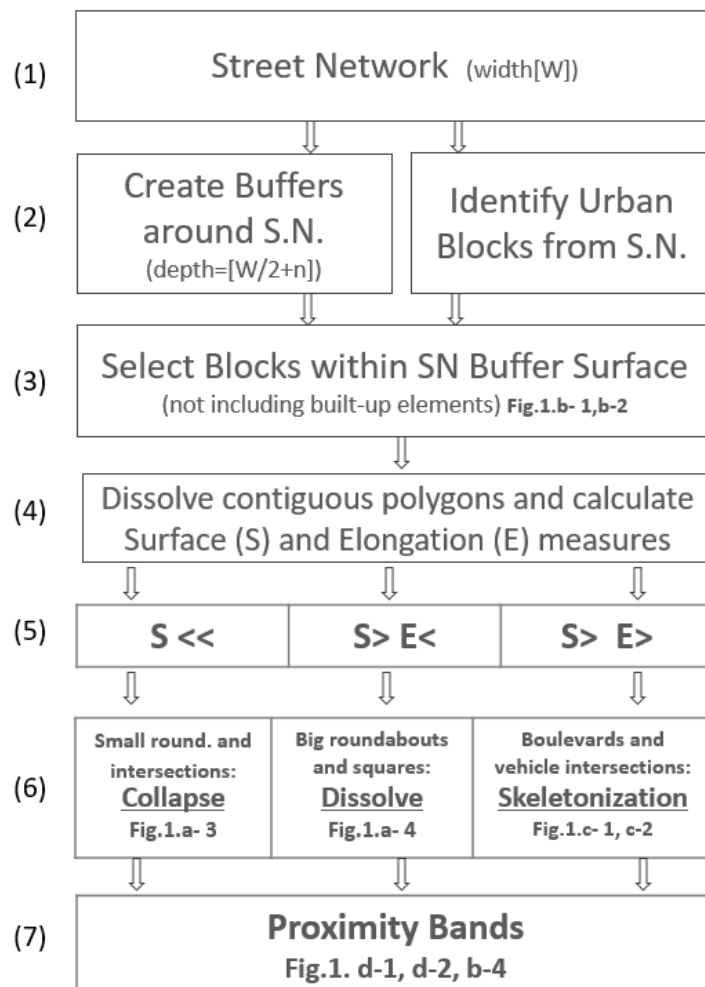 (1)
Street Network (width[W])
(2)
Create Buffers
around S.N.
(depth=[W/2+n])
Identify Urban
Blocks from S.N.
(3)
Select Blocks within SN Buffer Surface
(not including built-up elements) Fig.1.b- 1,b-2
(4)
Dissolve contiguous polygons and calculate
Surface (S) and Elongation (E) measures
(5)
S <<
S> E<
S> E>
(6)
Small round. and
intersections:
Collapse
Fig.1.a- 3
Big roundabouts
and squares:
Dissolve
Fig.1.a- 4
Boulevards and
vehicle intersections:
Skeletonization
Fig.1.c- 1, c-2
(7)
Proximity Bands
Fig.1. d-1, d-2, b-4